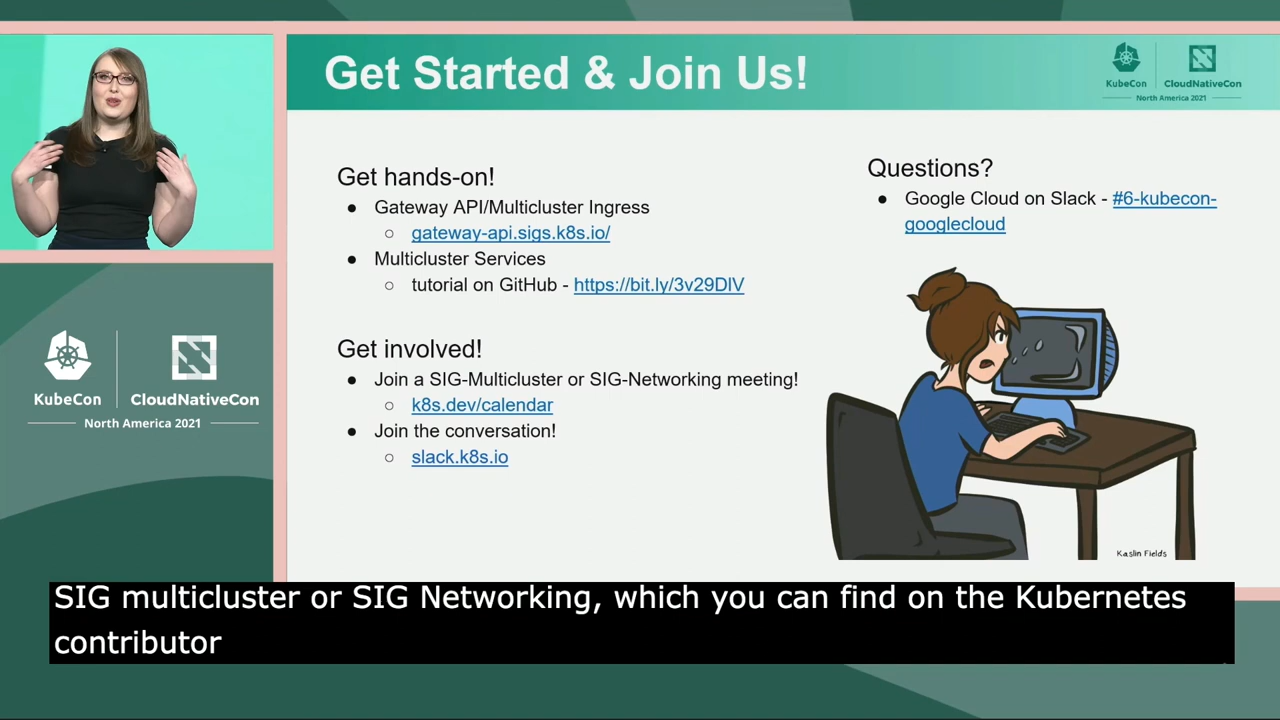 Get Started & Join Us!
KubeCon
CloudNativeCon
North America 2021
Get hands-on!
● Gateway API/Multicluster Ingress
○ gateway-api.sigs.k8s.io/
● Multicluster Services
○ tutorial on GitHub - https://bit.ly/3v29DlV
Get involved!
● Join a SIG-Multicluster or SIG-Networking meeting!
○ k8s.dev/calendar
● Join the conversation!
○ slack.k8s.io
Questions?
● Google Cloud on Slack - #6-kubecon-
googlecloud
Kaslin Fields
KubeCon
CloudNativeCon
North America 2021
SIG multicluster or SIG Networking, which you can find on the Kubernetes
contributor